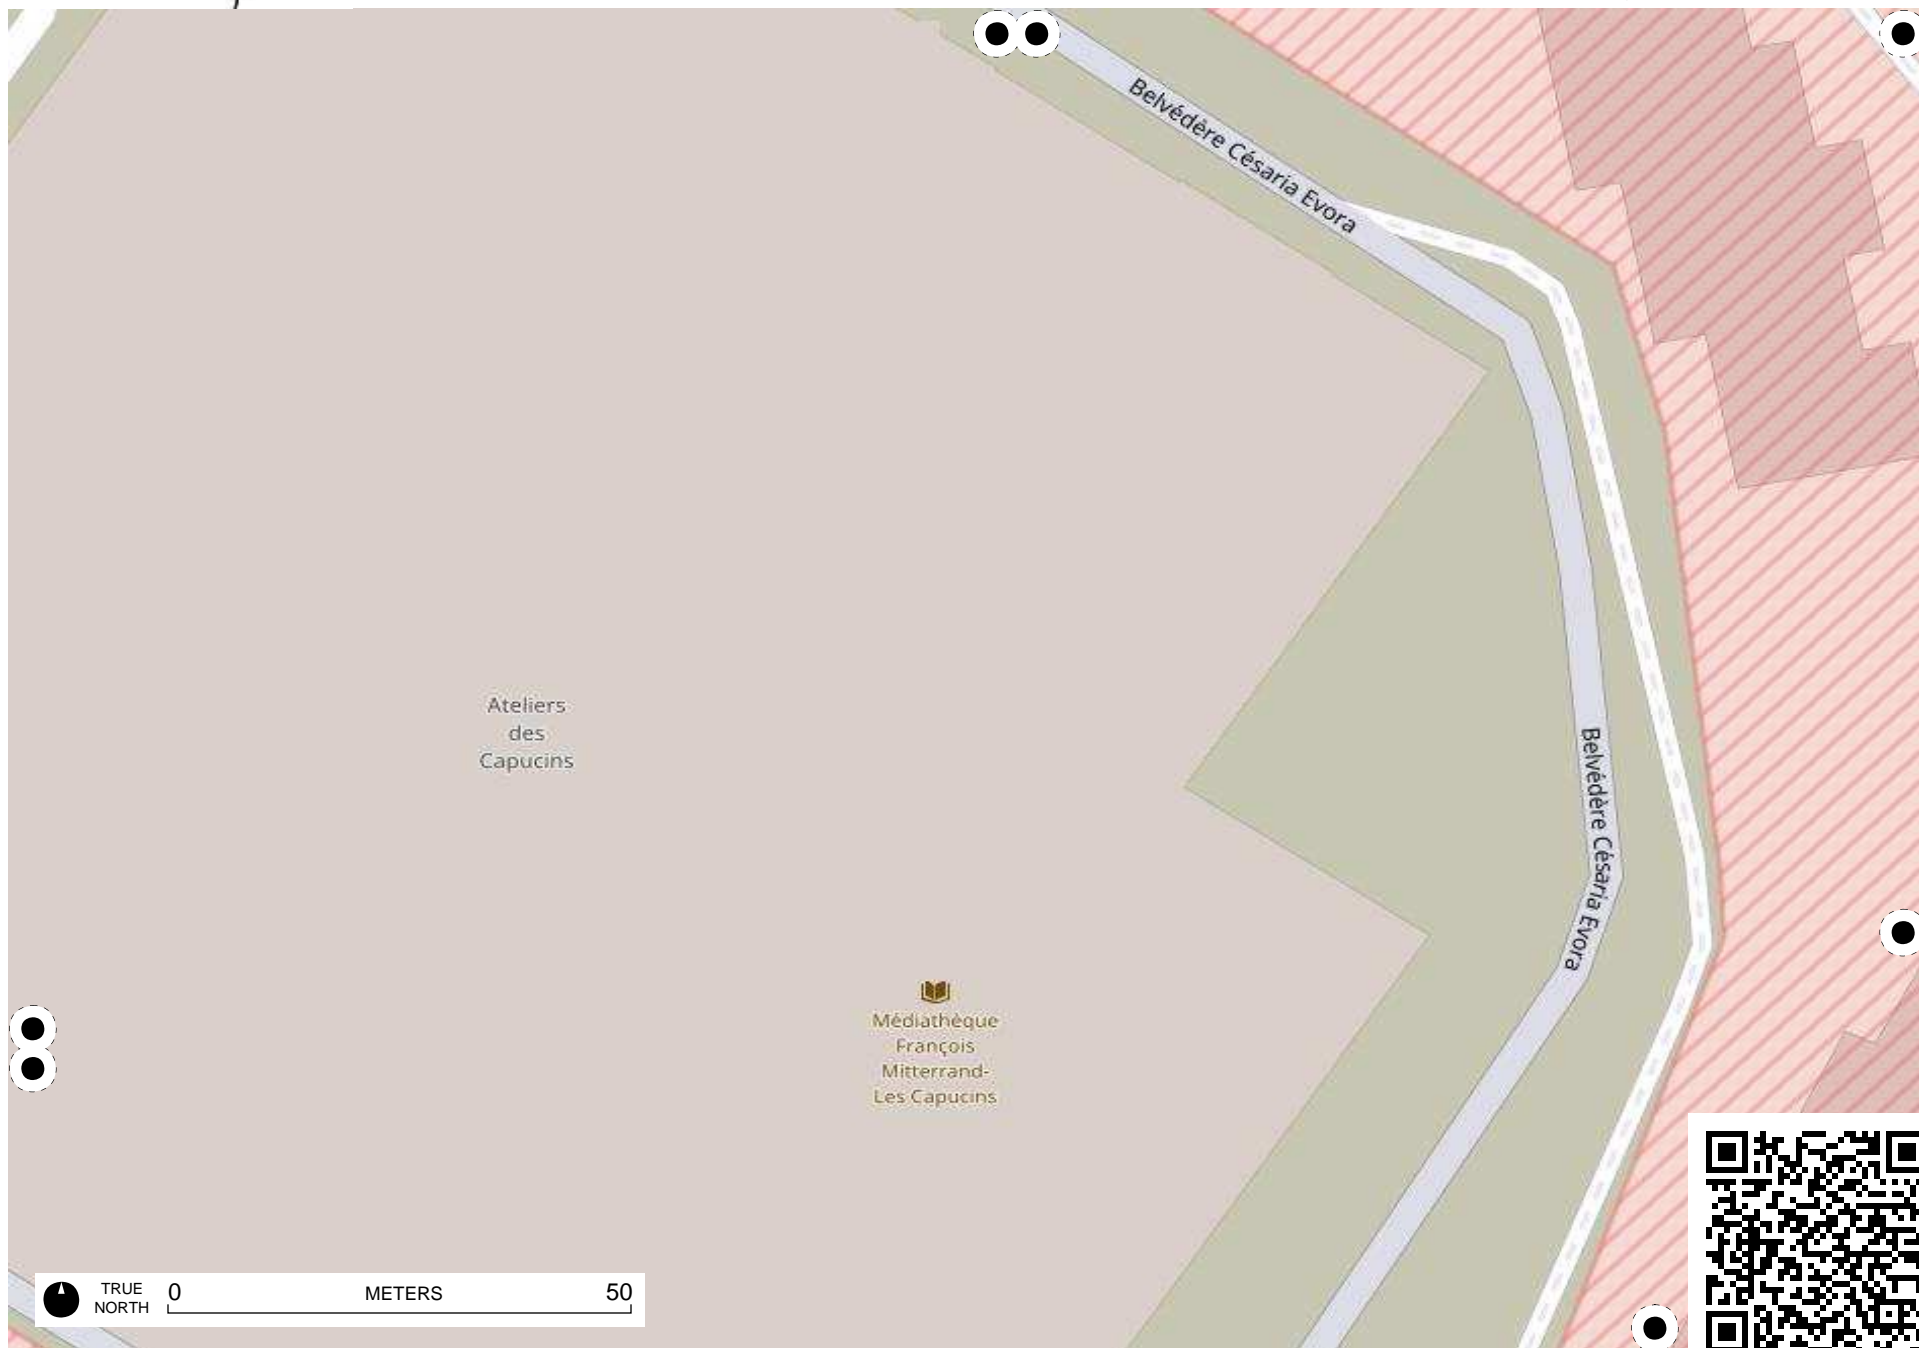 Belvédère Césaria Evora
Ateliers
des
Capucins
Belvédère Césaria Evora
Médiathèque
François
Mitterrand-
Les Capucins
TRUE
NORTH
0 METERS 50